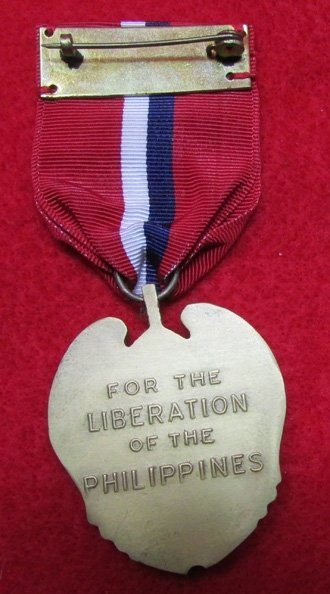 FOR THE
LIBERATION
OF THE
PHILIPPINES